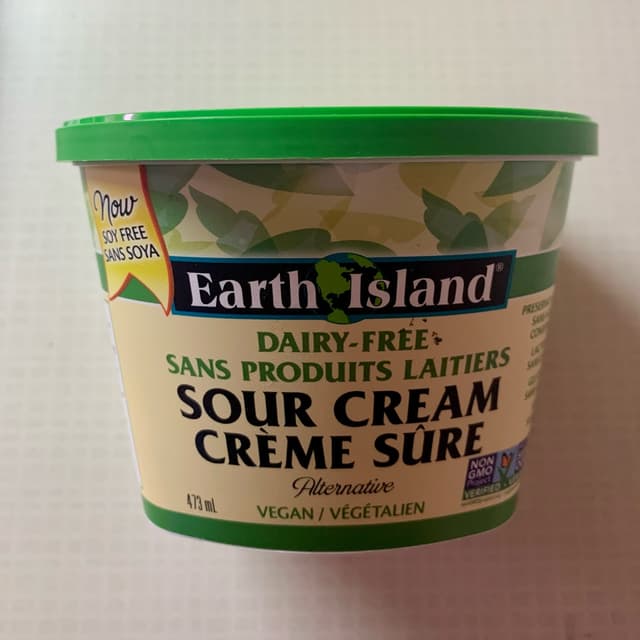 Now
SOY FREE
SANS SOYA
Earth Island®
DAIRY-FREE
SANS PRODUITS LAITIERS
SOUR CREAM
CRÈME SÛRE
Alternative
473 ml
VEGAN / VÉGÉTALIEN
NON
GMO
Project
VERIFIED